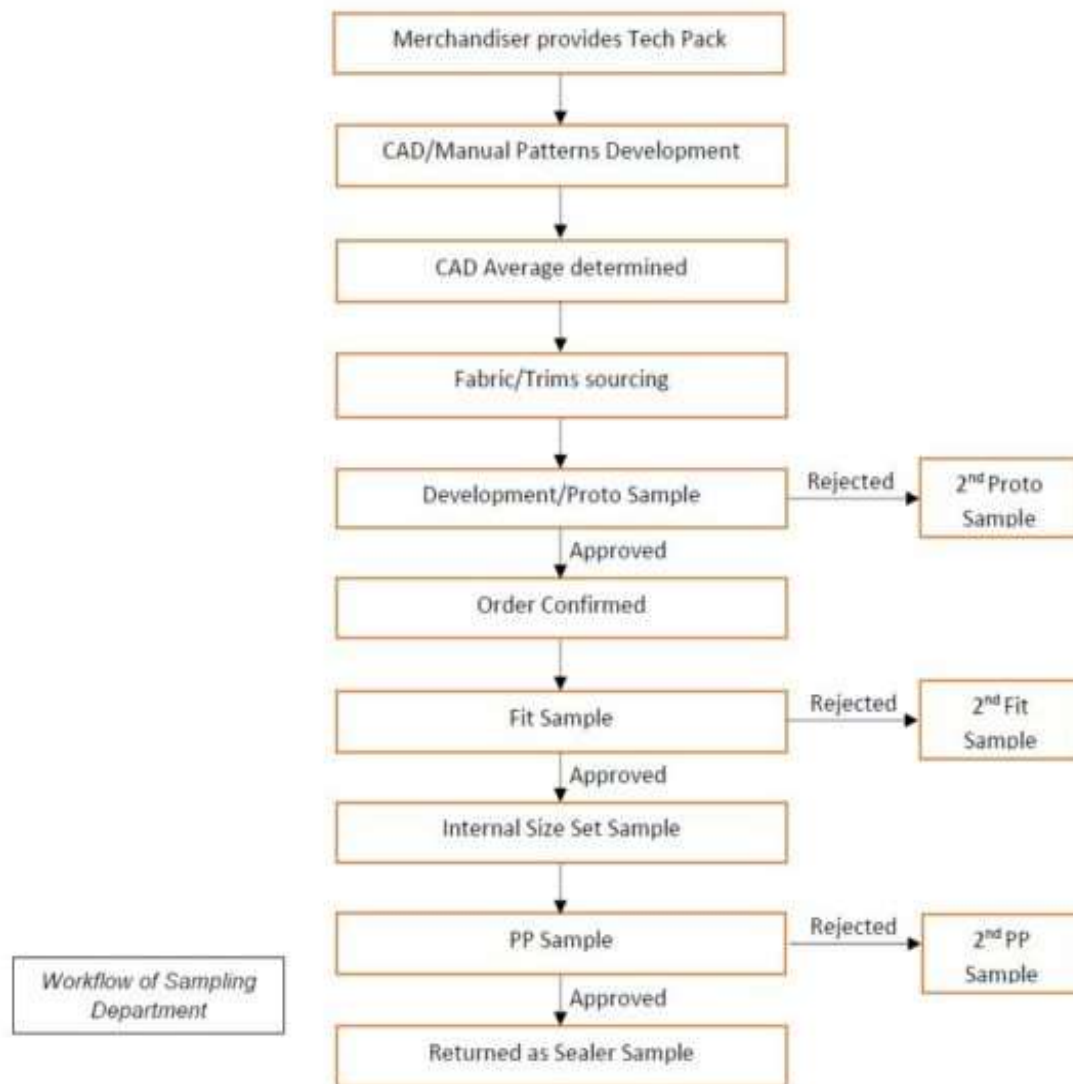 Merchandiser provides Tech Pack
CAD/Manual Patterns Development
CAD Average determined
Fabric/Trims sourcing
Development/Proto Sample
Rejected
2nd Proto
Sample
Approved
Order Confirmed
Fit Sample
Rejected
2nd Fit
Sample
Approved
Internal Size Set Sample
PP Sample
Rejected
2nd PP
Sample
Approved
Returned as Sealer Sample
Workflow of Sampling
Department